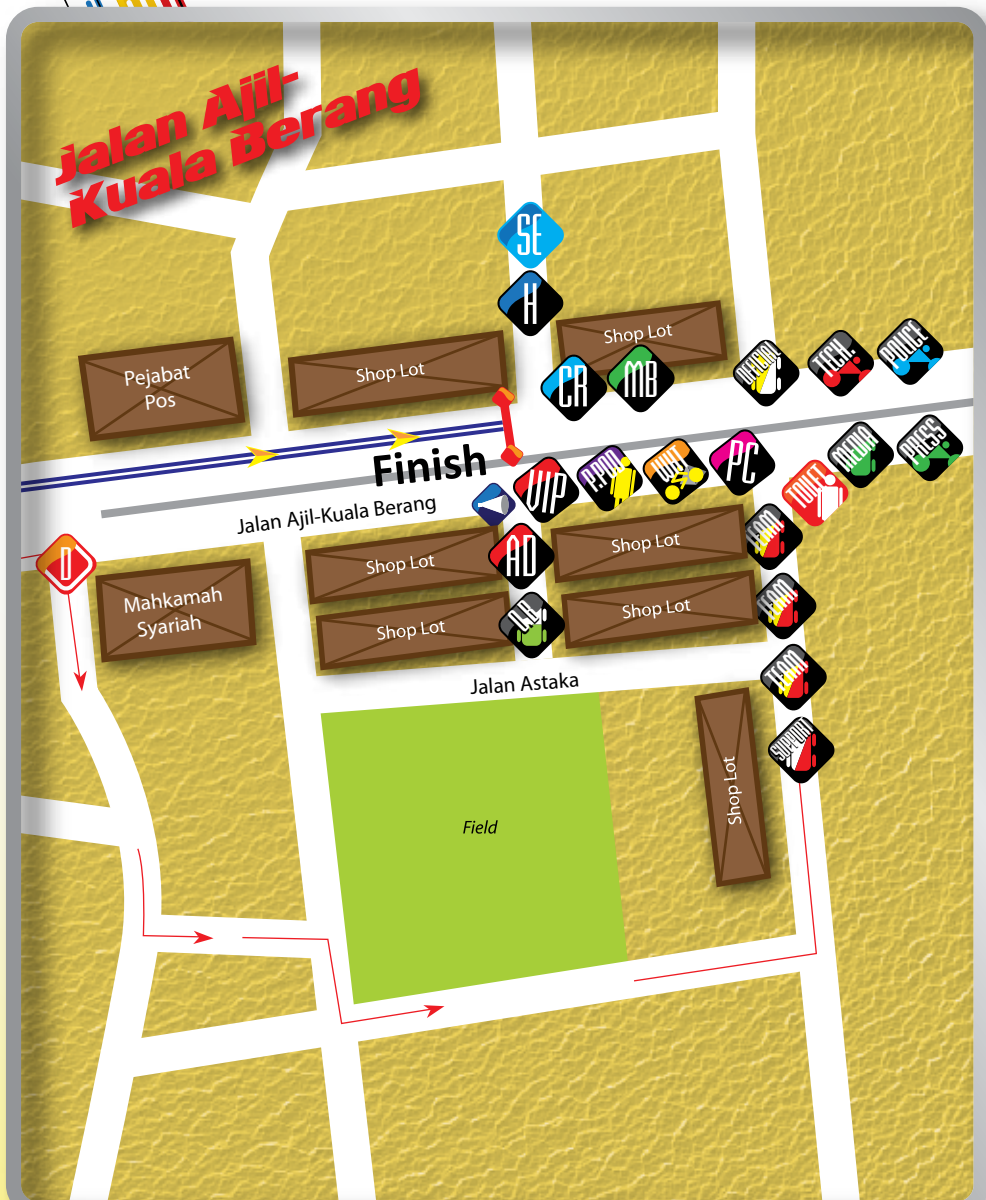 Jalan Ajil-
Kuala Berang
SE
H
Shop Lot
Shop Lot
Pejabat
Pos
CR
MB
OFFICIAL
TECH.
POLICE
Finish
VIP
PC
MEDIA
PRESS
TOILET
Jalan Ajil-Kuala Berang
D
AD
Shop Lot
Shop Lot
TEAM
Mahkamah
Syariah
Shop Lot
Shop Lot
TEAM
Jalan Astaka
TEAM
SUPPORT
Shop Lot
Field